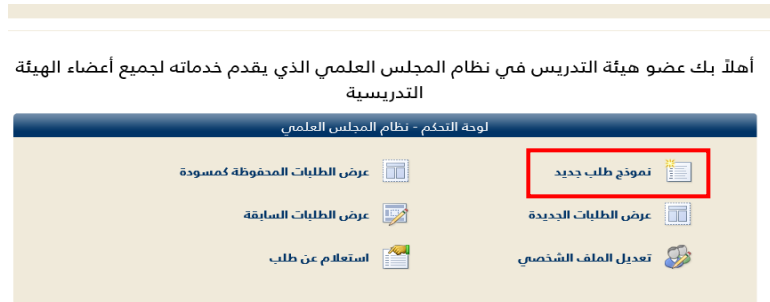 أهلاً بك عضو هيئة التدريس في نظام المجلس العلمي الذي يقدم خدماته لجميع أعضاء الهيئة
التدريسية
لوحة التحكم - نظام المجلس العلمي
نموذج طلب جديد
عرض الطلبات المحفوظة كمسودة
عرض الطلبات الجديدة
عرض الطلبات السابقة
تعديل الملف الشخصي
استعلام عن طلب